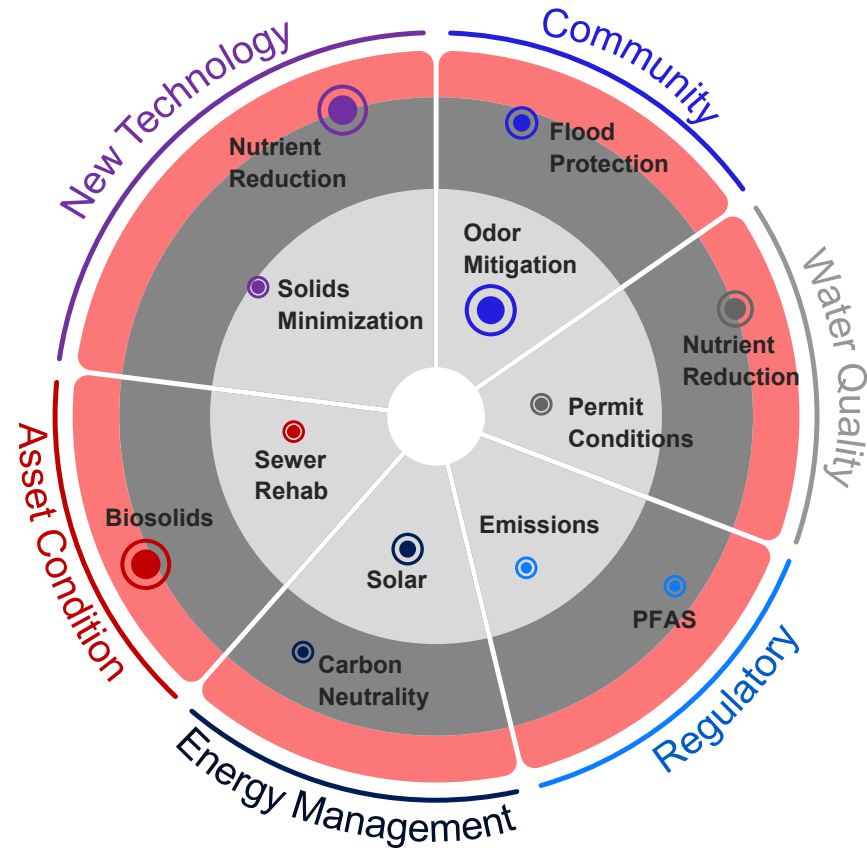 New Technology
Community
Water Quality
Regulatory
Energy Management
Asset Condition
Nutrient
Reduction
Solids
Minimization
Flood
Protection
Odor
Mitigation
Nutrient
Reduction
Permit
Conditions
Emissions
PFAS
Solar
Carbon
Neutrality
Sewer
Rehab
Biosolids